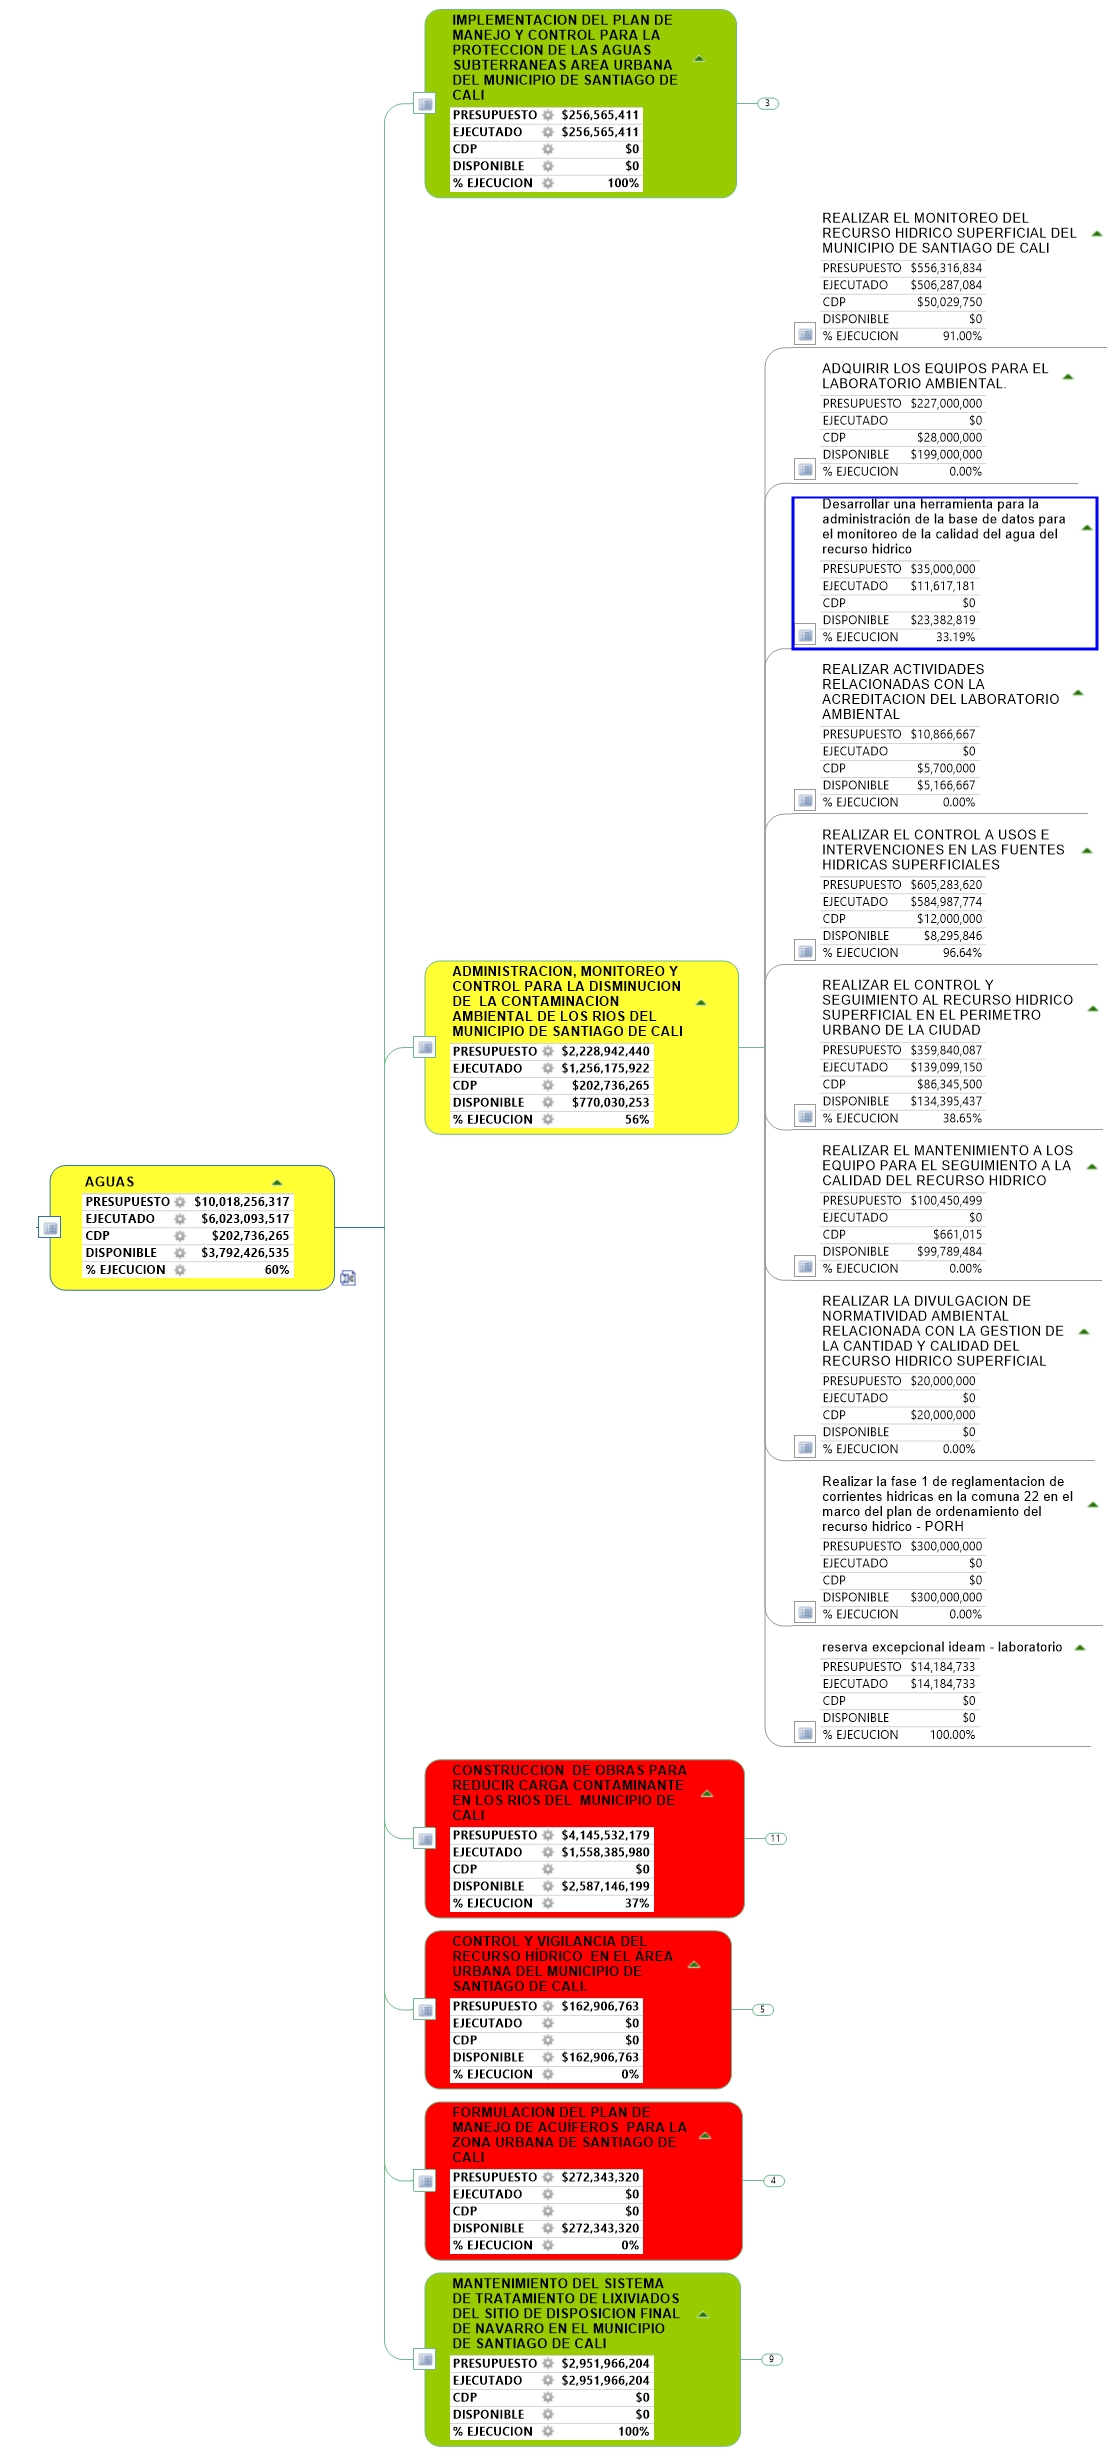 IMPLEMENTACION DEL PLAN DE
MANEJO Y CONTROL PARA LA
PROTECCION DE LAS AGUAS
SUBTERRANEAS AREA URBANA
DEL MUNICIPIO DE SANTIAGO DE
CALI
PRESUPUESTO $256,565,411
EJECUTADO $256,565,411
CDP $0
DISPONIBLE $0
% EJECUCION 100%
3
REALIZAR EL MONITOREO DEL
RECURSO HIDRICO SUPERFICIAL DEL
MUNICIPIO DE SANTIAGO DE CALI
PRESUPUESTO $556,316,834
EJECUTADO $506,287,084
CDP $50,029,750
DISPONIBLE $0
% EJECUCION 91.00%
ADQUIRIR LOS EQUIPOS PARA EL
LABORATORIO AMBIENTAL.
PRESUPUESTO $227,000,000
EJECUTADO $0
CDP $28,000,000
DISPONIBLE $199,000,000
% EJECUCION 0.00%
Desarrollar una herramienta para la
administración de la base de datos para
el monitoreo de la calidad del agua del
recurso hidrico
PRESUPUESTO $35,000,000
EJECUTADO $11,617,181
CDP $0
DISPONIBLE $23,382,819
% EJECUCION 33.19%
REALIZAR ACTIVIDADES
RELACIONADAS CON LA
ACREDITACION DEL LABORATORIO
AMBIENTAL
PRESUPUESTO $10,866,667
EJECUTADO $0
CDP $5,700,000
DISPONIBLE $5,166,667
% EJECUCION 0.00%
REALIZAR EL CONTROL A USOS E
INTERVENCIONES EN LAS FUENTES
HIDRICAS SUPERFICIALES
PRESUPUESTO $605,283,620
EJECUTADO $584,987,774
CDP $12,000,000
DISPONIBLE $8,295,846
% EJECUCION 96.64%
ADMINISTRACION, MONITOREO Y
CONTROL PARA LA DISMINUCION
DE LA CONTAMINACION
AMBIENTAL DE LOS RIOS DEL
MUNICIPIO DE SANTIAGO DE CALI
PRESUPUESTO $2,228,942,440
EJECUTADO $1,256,175,922
CDP $202,736,265
DISPONIBLE $770,030,253
% EJECUCION 56%
REALIZAR EL CONTROL Y
SEGUIMIENTO AL RECURSO HIDRICO
SUPERFICIAL EN EL PERIMETRO
URBANO DE LA CIUDAD
PRESUPUESTO $359,840,087
EJECUTADO $139,099,150
CDP $86,345,500
DISPONIBLE $134,395,437
% EJECUCION 38.65%
REALIZAR EL MANTENIMIENTO A LOS
EQUIPO PARA EL SEGUIMIENTO A LA
CALIDAD DEL RECURSO HIDRICO
PRESUPUESTO $100,450,499
EJECUTADO $0
CDP $661,015
DISPONIBLE $99,789,484
% EJECUCION 0.00%
AGUAS
PRESUPUESTO $10,018,256,317
EJECUTADO $6,023,093,517
CDP $202,736,265
DISPONIBLE $3,792,426,535
% EJECUCION 60%
REALIZAR LA DIVULGACION DE
NORMATIVIDAD AMBIENTAL
RELACIONADA CON LA GESTION DE
LA CANTIDAD Y CALIDAD DEL
RECURSO HIDRICO SUPERFICIAL
PRESUPUESTO $20,000,000
EJECUTADO $0
CDP $20,000,000
DISPONIBLE $0
% EJECUCION 0.00%
Realizar la fase 1 de reglamentacion de
corrientes hidricas en la comuna 22 en el
marco del plan de ordenamiento del
recurso hidrico - PORH
PRESUPUESTO $300,000,000
EJECUTADO $0
CDP $0
DISPONIBLE $300,000,000
% EJECUCION 0.00%
reserva excepcional ideam - laboratorio
PRESUPUESTO $14,184,733
EJECUTADO $14,184,733
CDP $0
DISPONIBLE $0
% EJECUCION 100.00%
CONSTRUCCION DE OBRAS PARA
REDUCIR CARGA CONTAMINANTE
EN LOS RIOS DEL MUNICIPIO DE
CALI
PRESUPUESTO $4,145,532,179
EJECUTADO $1,558,385,980
CDP $0
DISPONIBLE $2,587,146,199
% EJECUCION 37%
11
CONTROL Y VIGILANCIA DEL
RECURSO HÍDRICO EN EL ÁREA
URBANA DEL MUNICIPIO DE
SANTIAGO DE CALI.
PRESUPUESTO $162,906,763
EJECUTADO $0
CDP $0
DISPONIBLE $162,906,763
% EJECUCION 0%
5
FORMULACION DEL PLAN DE
MANEJO DE ACUÍFEROS PARA LA
ZONA URBANA DE SANTIAGO DE
CALI
PRESUPUESTO $272,343,320
EJECUTADO $0
CDP $0
DISPONIBLE $272,343,320
% EJECUCION 0%
4
MANTENIMIENTO DEL SISTEMA
DE TRATAMIENTO DE LIXIVIADOS
DEL SITIO DE DISPOSICION FINAL
DE NAVARRO EN EL MUNICIPIO
DE SANTIAGO DE CALI
PRESUPUESTO $2,951,966,204
EJECUTADO $2,951,966,204
CDP $0
DISPONIBLE $0
% EJECUCION 100%
9